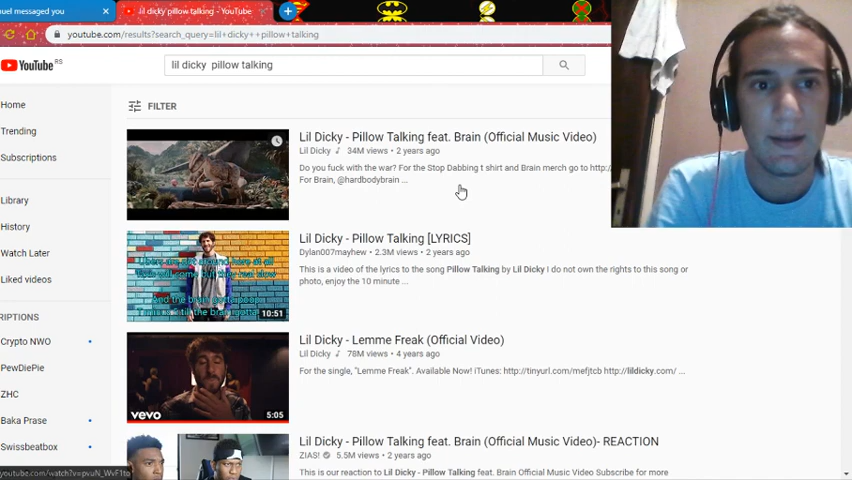 nuel messaged you
lil dicky pillow talking - YouTube
youtube.com/results?search_query=lil+dicky++pillow+talking
YouTube RS
lil dicky  pillow talking
FILTER
Home
Trending
Subscriptions
Library
History
Watch Later
Liked videos
RIPTIONS
Crypto NWO
PewDiePie
ZHC
Baka Prase
Swissbeatbox
Lil Dicky - Pillow Talking feat. Brain (Official Music Video)
Lil Dicky 34M views • 2 years ago
Do you fuck with the war? For the Stop Dabbing t shirt and Brain merch go to http:/
For Brain, @hardbodybrain ...
10:51
Lil Dicky - Pillow Talking [LYRICS]
Dylan007mayhew • 2.3M views • 2 years ago
This is a video of the lyrics to the song Pillow Talking by Lil Dicky I do not own the rights to this song or
photo, enjoy the 10 minute ...
vevo
5:05
Lil Dicky - Lemme Freak (Official Video)
Lil Dicky 78M views • 4 years ago
For the single, "Lemme Freak". Available Now! iTunes: http://tinyurl.com/mefjtcb http://lildicky.com/ ...
Lil Dicky - Pillow Talking feat. Brain (Official Music Video)- REACTION
ZIAS! 5.5M views • 2 years ago
This is our reaction to Lil Dicky - Pillow Talking feat. Brain Official Music Video Subscribe for more